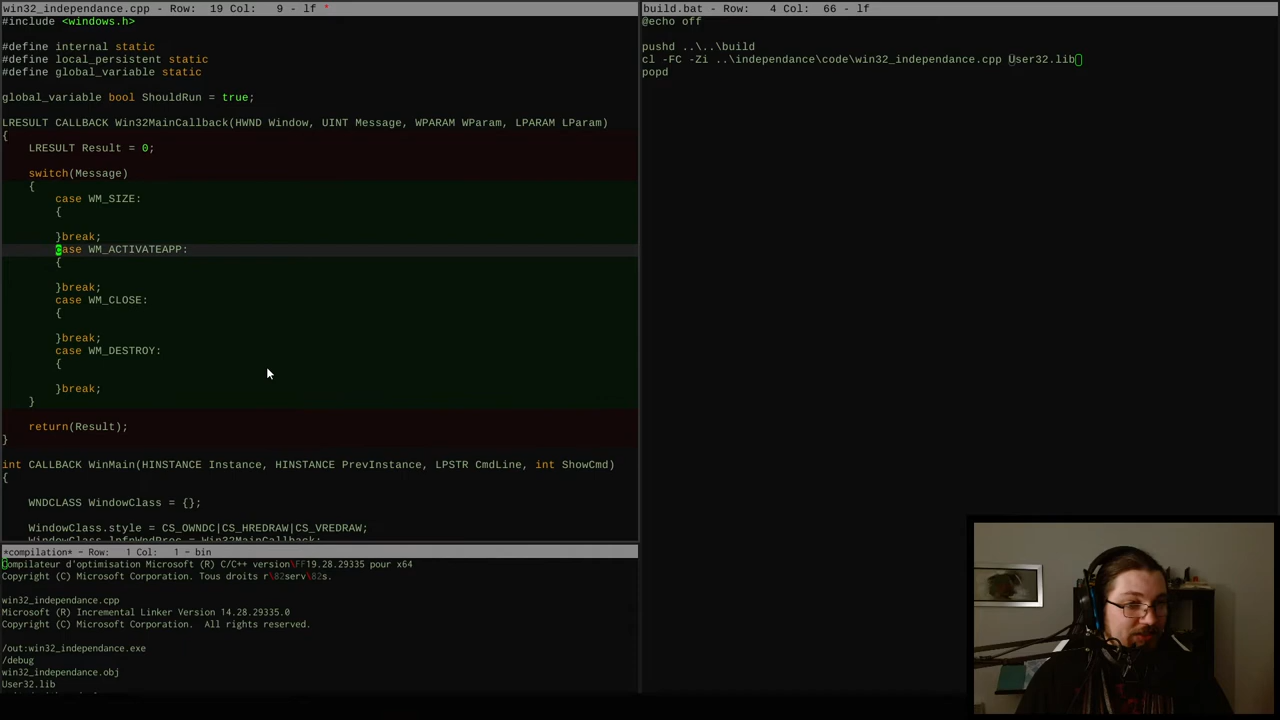 win32_independance.cpp - Row: 19 Col: 9 - lf *
#include <windows.h>
#define internal static
#define local_persistent static
#define global_variable static
global_variable bool ShouldRun = true;
LRESULT CALLBACK Win32MainCallback(HWND Window, UINT Message, WPARAM WParam, LPARAM LParam)
{
LRESULT Result = 0;
switch(Message)
{
case WM_SIZE:
{
}break;
case WM_ACTIVATEAPP:
{
}break;
case WM_CLOSE:
{
}break;
case WM_DESTROY:
{
}break;
}
return(Result);
}
int CALLBACK WinMain(HINSTANCE Instance, HINSTANCE PrevInstance, LPSTR CmdLine, int ShowCmd)
{
WNDCLASS WindowClass = {};
WindowClass.style = CS_OWNDC|CS_HREDRAW|CS_VREDRAW;
WindowClass.lpfnWndProc = Win32MainCallback;
*compilation* - Row: 1 Col: 1 - bin
Compilateur d'optimisation Microsoft (R) C/C++ version\FF19.28.29335 pour x64
Copyright (C) Microsoft Corporation. Tous droits r\82serv\82s.
win32_independance.cpp
Microsoft (R) Incremental Linker Version 14.28.29335.0
Copyright (C) Microsoft Corporation.  All rights reserved.
/out:win32_independance.exe
/debug
win32_independance.obj
User32.lib
build.bat - Row: 4 Col: 66 - lf
@echo off
pushd ..\..\build
cl -FC -Zi ..\independance\code\win32_independance.cpp User32.lib
popd